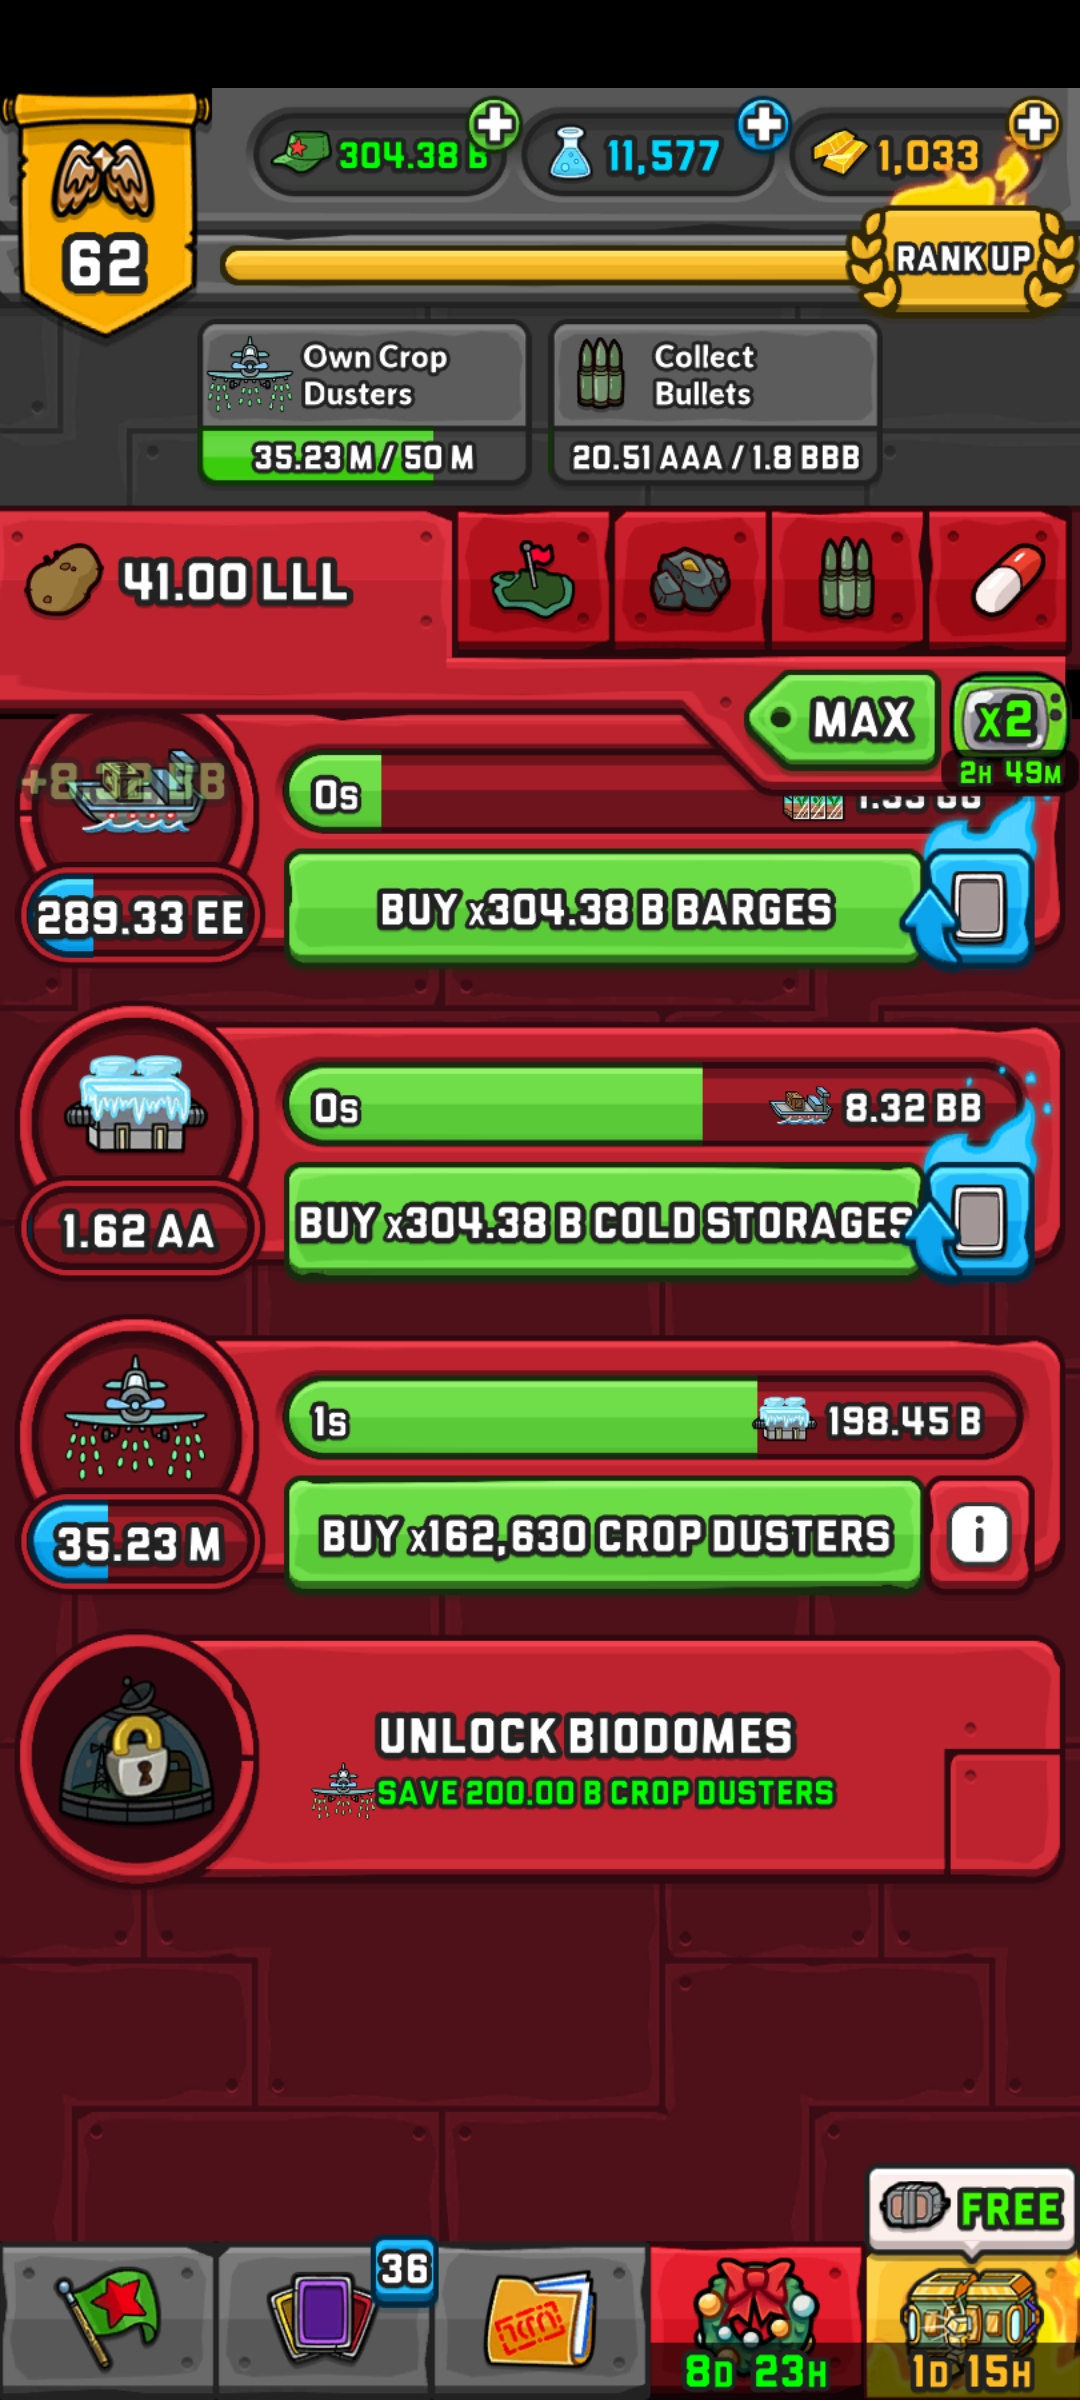 304.38 B
11,577
1,033
62
RANK UP
Own Crop
Dusters
35.23 M / 50 M
Collect
Bullets
20.51 AAA / 1.8 BBB
41.00 LLL
MAX
x2
2H 49M
+8.32 BB
0s
289.33 EE
BUY x304.38 B BARGES
0s
8.32 BB
1.62 AA
BUY x304.38 B COLD STORAGES
1s
198.45 B
35.23 M
BUY x162,630 CROP DUSTERS
i
UNLOCK BIODOMES
SAVE 200.00 B CROP DUSTERS
FREE
36
8D 23H
1D 15H